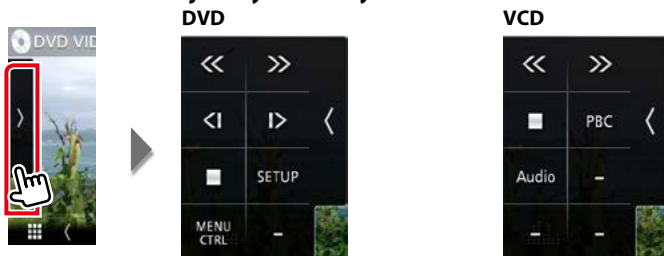 DVD
VCD
DVD VID
SETUP
MENU
CTRL
-
PBC
Audio
-
-
-